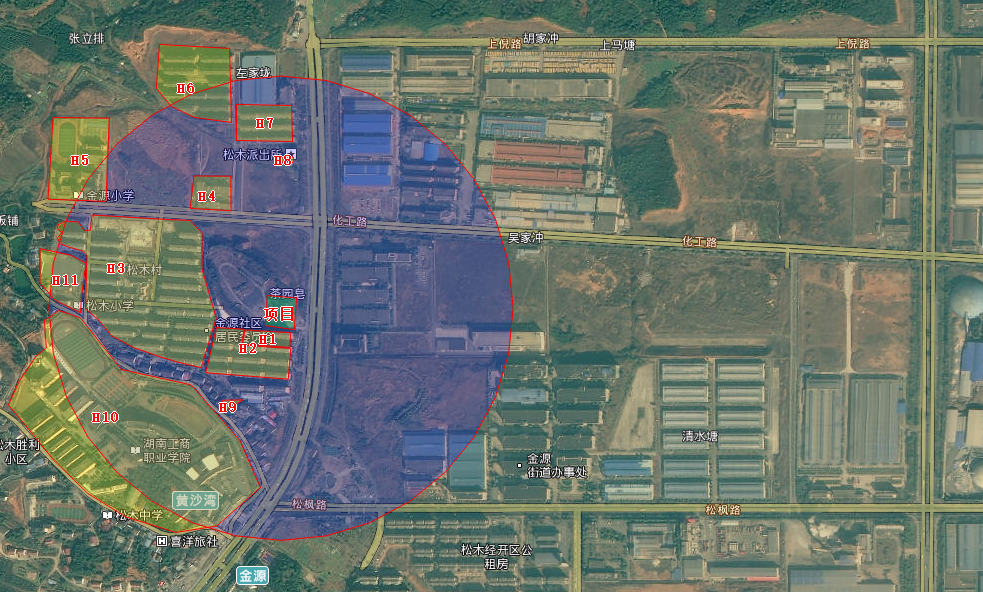 张立排
胡家冲
上倪路
上马塘
上倪路
左家垅
H6
H7
松木派出所
H8
H5
金源小学
H4
板铺
化工路
吴家冲
化工路
H3
松木村
H11
松木小学
茶园皂
项目
金源社区
居民
H1
H2
H9
H10
湖南工商
职业学院
松木胜利
小区
清水塘
金源
街道办事处
黄沙湾
松枫路
松枫路
松木中学
H喜洋旅社
松木经开区公
租房
金源